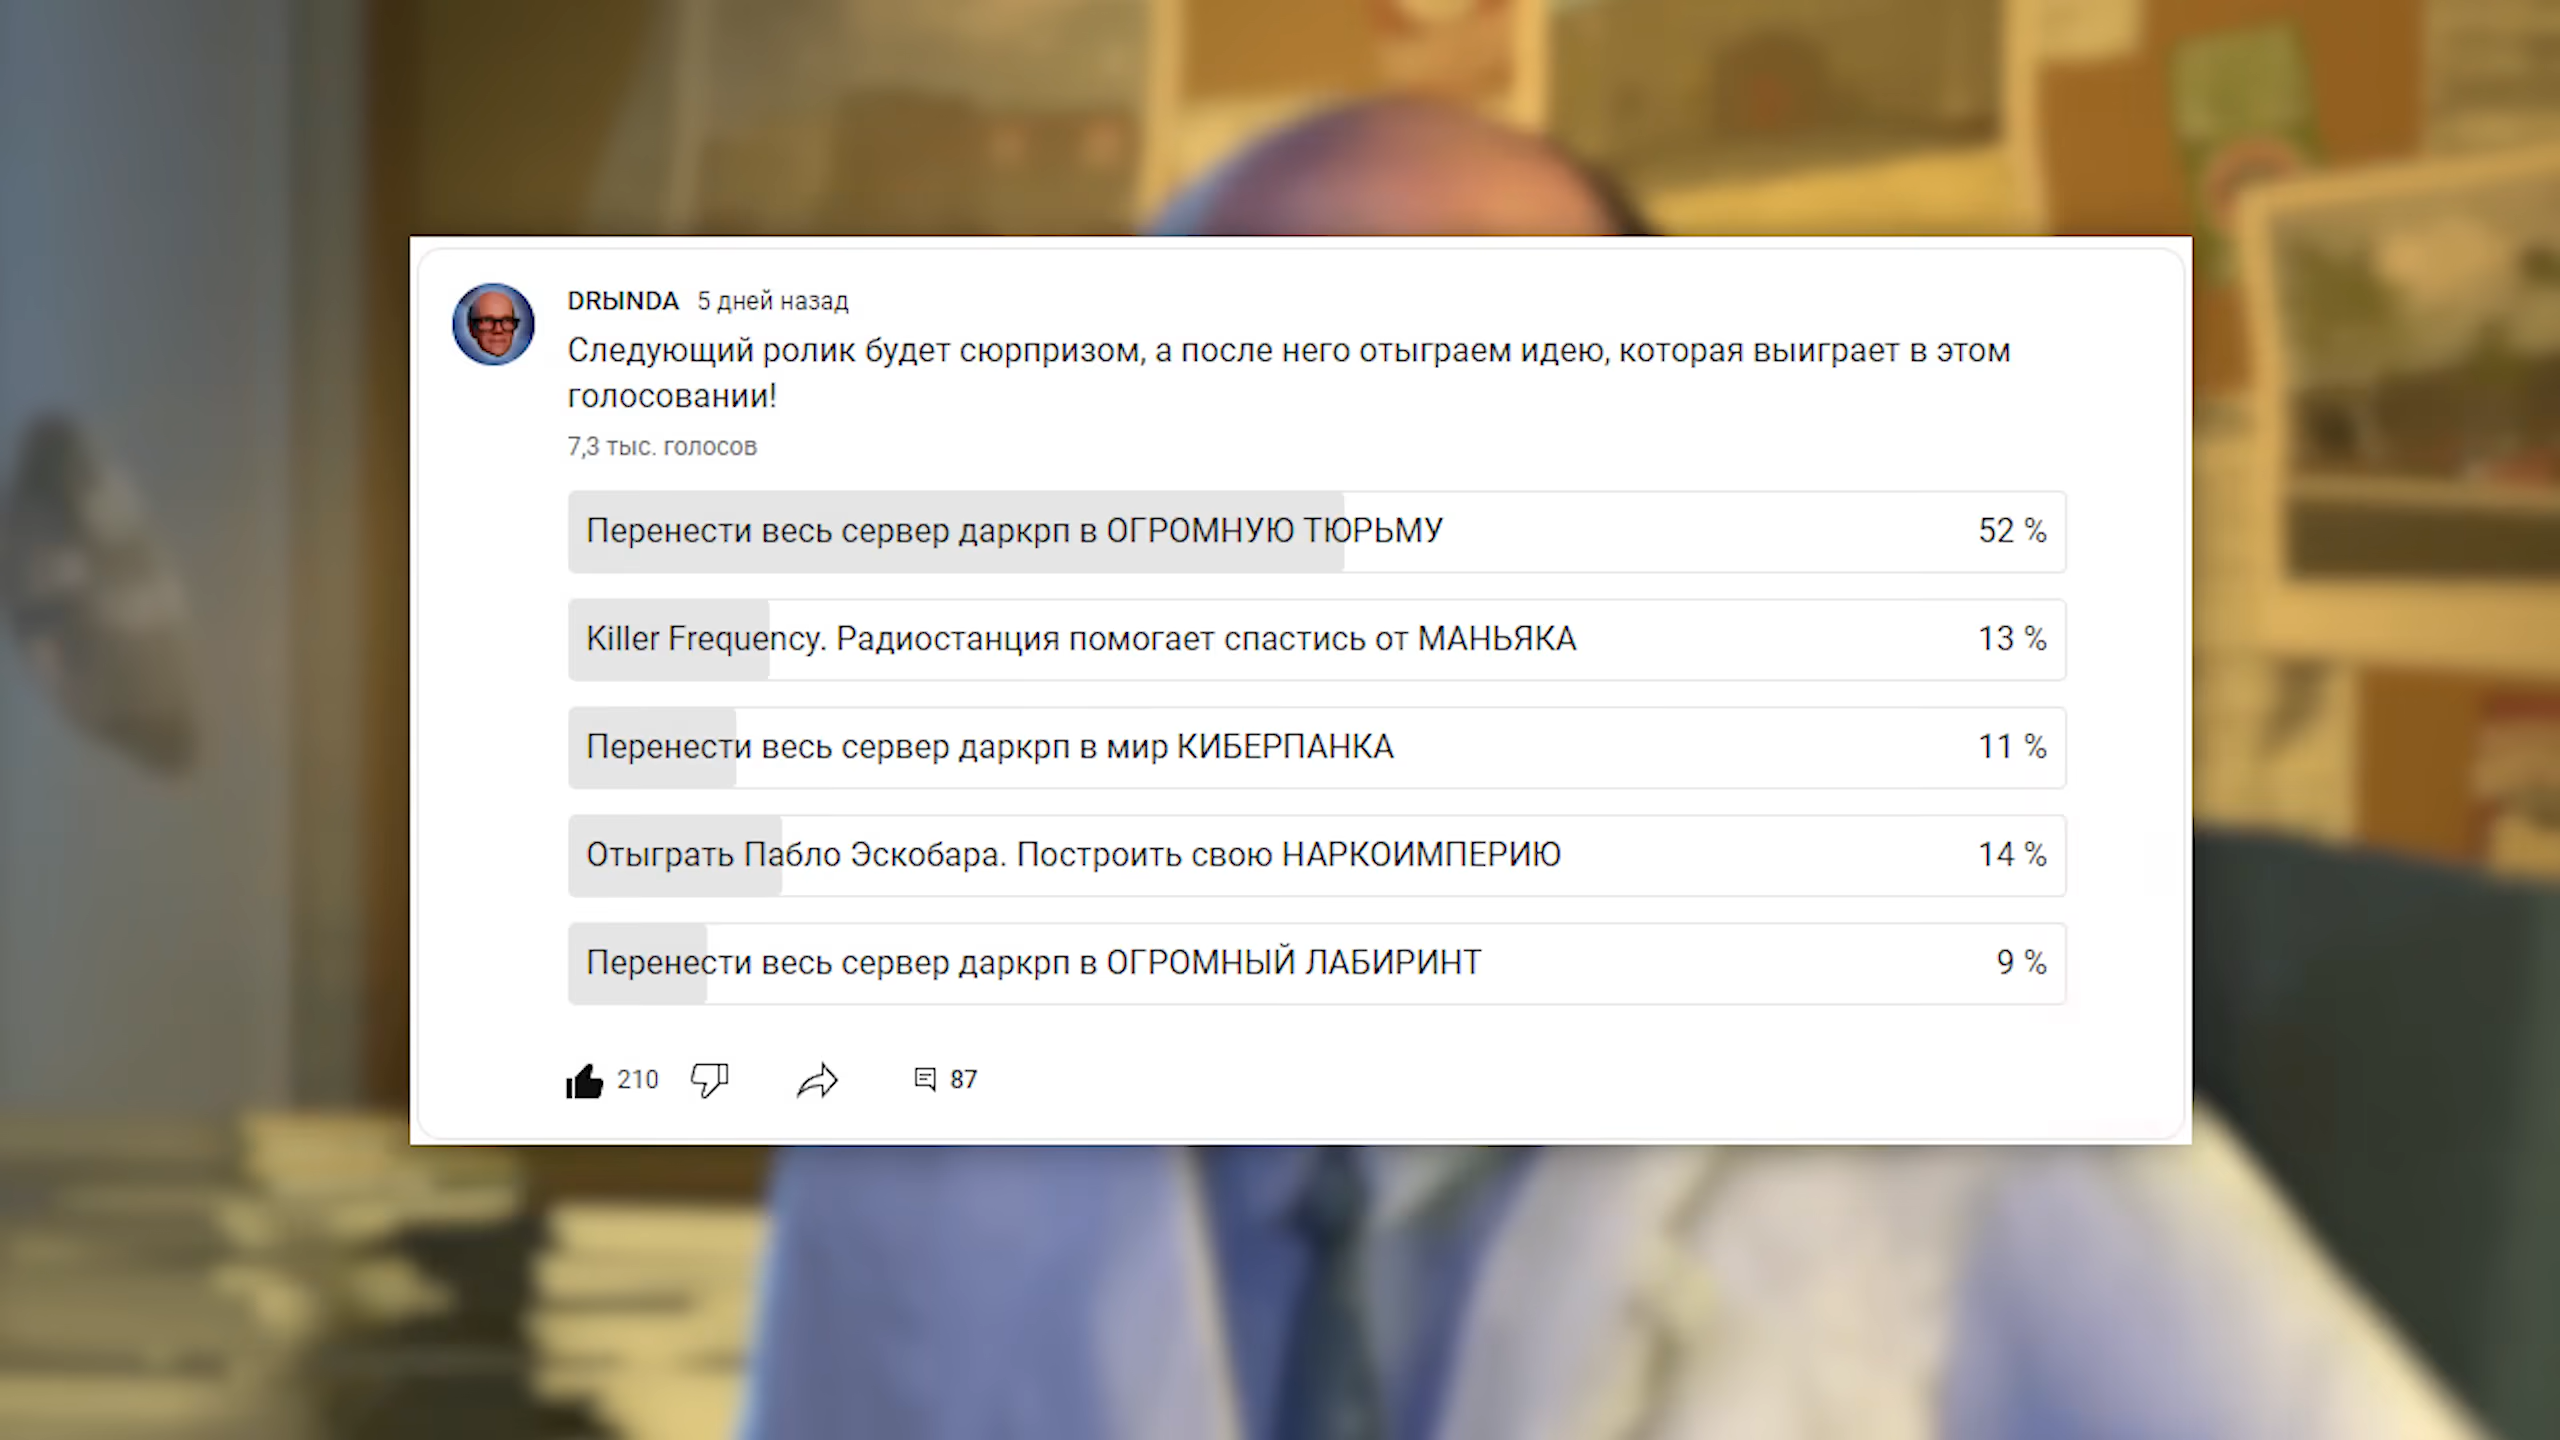 DRЫNDA 5 дней назад
Следующий ролик будет сюрпризом, а после него отыграем идею, которая выиграет в этом
голосовании!
7,3 тыс. голосов
Перенести весь сервер даркрп в ОГРОМНУЮ ТЮРЬМУ 52 %
Killer Frequency. Радиостанция помогает спастись от МАНЬЯКА 13 %
Перенести весь сервер даркрп в мир КИБЕРПАНКА 11 %
Отыграть Пабло Эскобара. Построить свою НАРКОИМПЕРИЮ 14 %
Перенести весь сервер даркрп в ОГРОМНЫЙ ЛАБИРИНТ 9 %
210 87